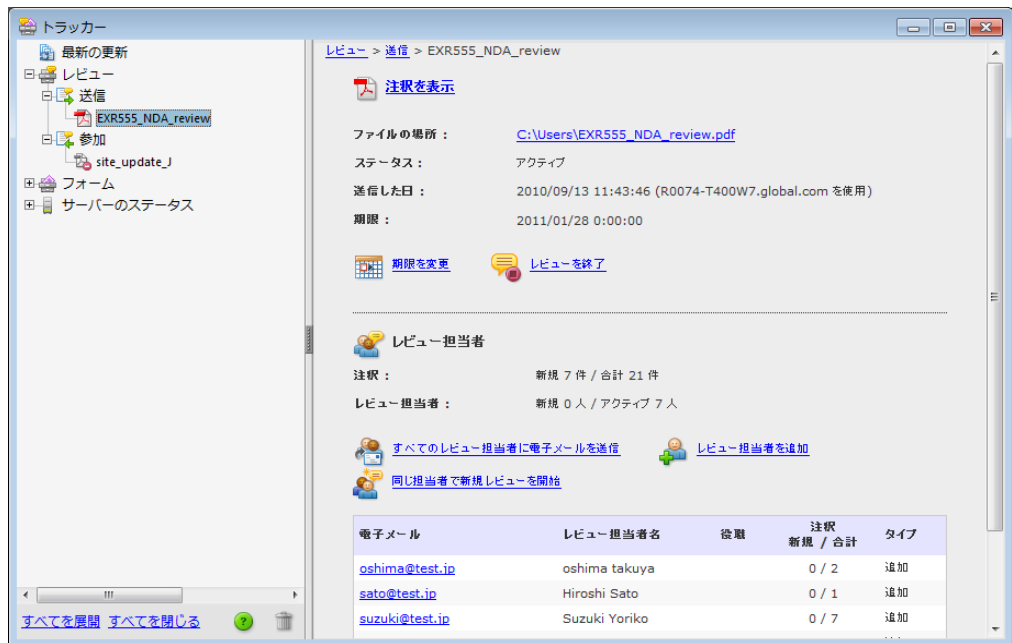 トラッカー
最新の更新
レビュー
送信
EXR555_NDA_review
参加
site_update_J
フォーム
サーバーのステータス
すべてを展開 すべてを閉じる
レビュー > 送信 > EXR555_NDA_review
注釈を表示
ファイルの場所 : C:\Users\EXR555_NDA_review.pdf
ステータス : アクティブ
送信した日 : 2010/09/13 11:43:46 (R0074-T400W7.global.com を使用)
期限 : 2011/01/28 0:00:00
期限を変更 レビューを終了
レビュー担当者
注釈 : 新規 7 件 / 合計 21 件
レビュー担当者 : 新規 0 人 / アクティブ 7 人
すべてのレビュー担当者に電子メールを送信 レビュー担当者を追加
同じ担当者で新規レビューを開始
電子メール レビュー担当者名 役職 注釈 新規 / 合計 タイプ
oshima@test.jp oshima takuya 0 / 2 追加
sato@test.jp Hiroshi Sato 0 / 1 追加
suzuki@test.jp Suzuki Yoriko 0 / 7 追加